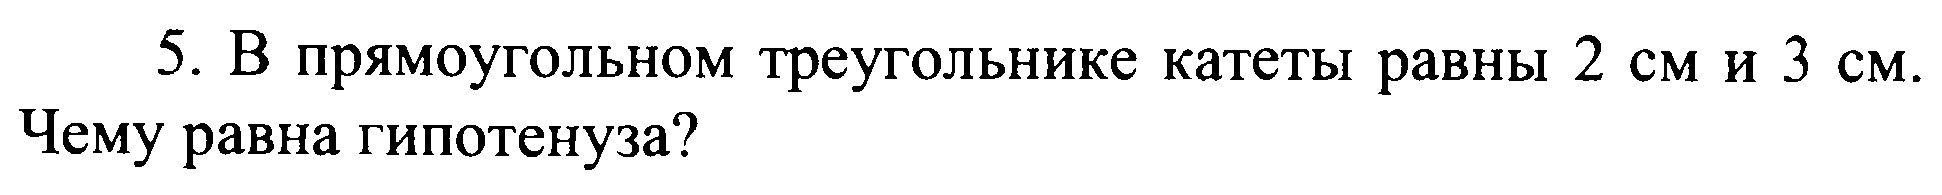 5. В прямоугольном треугольнике катеты равны 2 см и 3 см.
Чему равна гипотенуза?